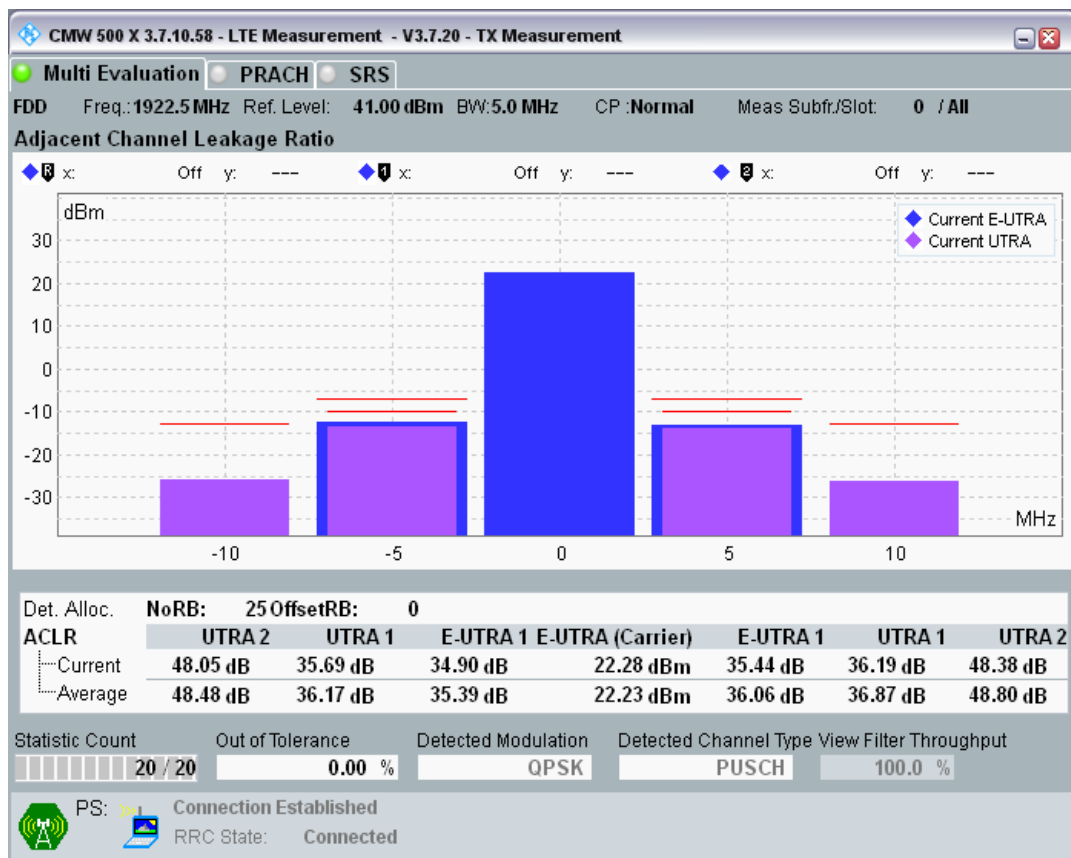 CMW 500 X 3.7.10.58 - LTE Measurement - V3.7.20 - TX Measurement
Multi Evaluation PRACH SRS
FDD Freq.:1922.5 MHz Ref. Level: 41.00 dBm BW:5.0 MHz CP :Normal Meas Subfr./Slot: 0 / All
Adjacent Channel Leakage Ratio
R x: Off y: --- 1 x: Off y: --- 2 x: Off y: ---
dBm
Current E-UTRA
Current UTRA
30
20
10
0
-10
-20
-30
MHz
-10 -5 0 5 10
Det. Alloc. NoRB: 25 OffsetRB: 0
ACLR UTRA 2 UTRA 1 E-UTRA 1 E-UTRA (Carrier) E-UTRA 1 UTRA 1 UTRA 2
Current 48.05 dB 35.69 dB 34.90 dB 22.28 dBm 35.44 dB 36.19 dB 48.38 dB
Average 48.48 dB 36.17 dB 35.39 dB 22.23 dBm 36.06 dB 36.87 dB 48.80 dB
Statistic Count Out of Tolerance Detected Modulation Detected Channel Type View Filter Throughput
20 / 20 0.00 % QPSK PUSCH 100.0 %
PS: Connection Established
RRC State: Connected